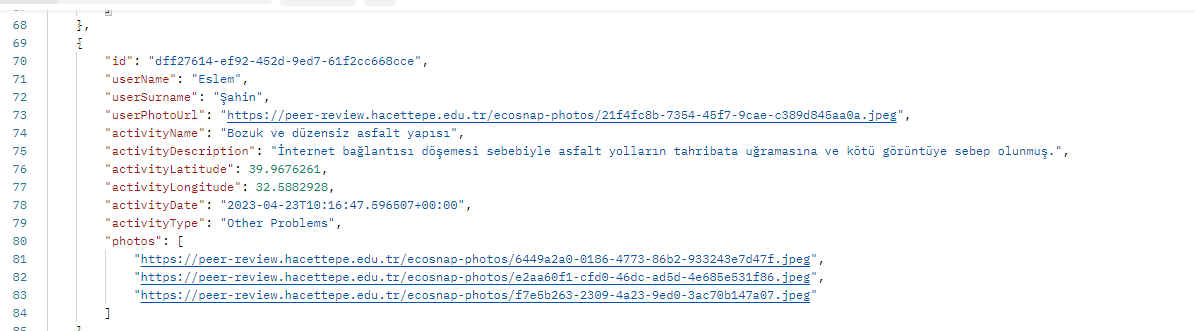 68 },
69 {
70 "id": "dff27614-ef92-452d-9ed7-61f2cc668cce",
71 "userName": "Eslem",
72 "userSurname": "Şahin",
73 "userPhotoUrl": "https://peer-review.hacettepe.edu.tr/ecosnap-photos/21f4fc8b-7354-45f7-9cae-c389d845aa0a.jpeg",
74 "activityName": "Bozuk ve düzensiz asfalt yapısı",
75 "activityDescription": "İnternet bağlantısı döşemesi sebebiyle asfalt yolların tahribata uğramasına ve kötü görüntüye sebep olunmuş.",
76 "activityLatitude": 39.9676261,
77 "activityLongitude": 32.5882928,
78 "activityDate": "2023-04-23T10:16:47.596507+00:00",
79 "activityType": "Other Problems",
80 "photos": [
81 "https://peer-review.hacettepe.edu.tr/ecosnap-photos/6449a2a0-0186-4773-86b2-933243e7d47f.jpeg",
82 "https://peer-review.hacettepe.edu.tr/ecosnap-photos/e2aa60f1-cfd0-46dc-ad5d-4e685e531f86.jpeg",
83 "https://peer-review.hacettepe.edu.tr/ecosnap-photos/f7e5b263-2309-4a23-9ed0-3ac70b147a07.jpeg"
84 ]